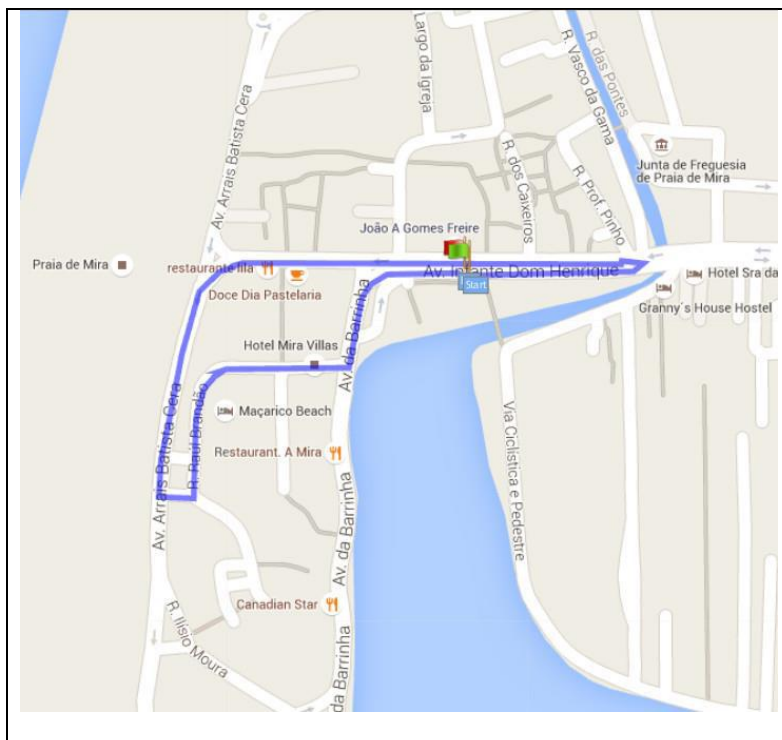 Av. Arrais Batista Cera
Largo da Igreja
R. Vasco da Gama
R. das Pontes
R. dos Caixeiros
R. Prof. Pinho
Junta de Freguesia
de Praia de Mira
João A Gomes Freire
Praia de Mira
restaurante lila
Doce Dia Pastelaria
Av. Infante Dom Henrique
Start
Hotel Sra da
Granny's House Hostel
Av. da Barrinha
Hotel Mira Villas
Av. Arrais Batista Cera
R. Raúl Brandão
Maçarico Beach
Restaurant. A Mira
Via Ciclística e Pedestre
Av. da Barrinha
Canadian Star
R. Ilísio Moura
da Barrinha